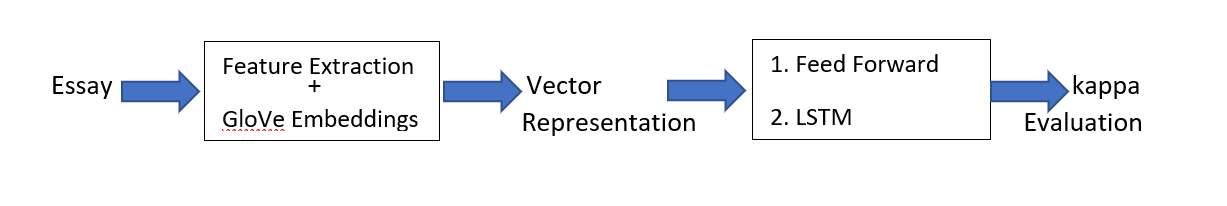 Essay
Feature Extraction
+
GloVe Embeddings
Vector
Representation
1. Feed Forward
2. LSTM
kappa
Evaluation